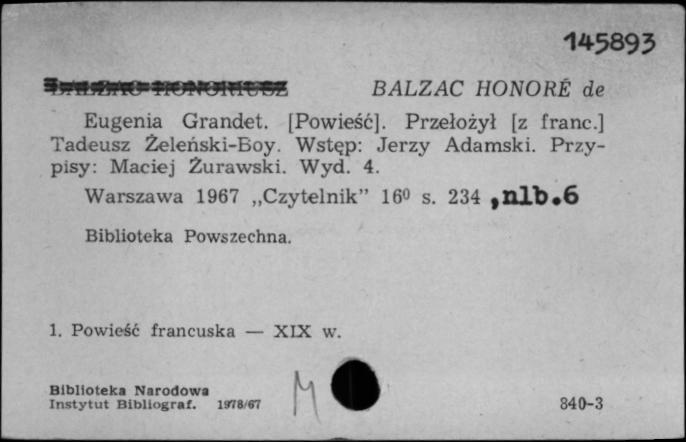 145893
BALZAC HONORIUSZ BALZAC HONORÉ de
Eugenia Grandet. [Powieść]. Przełożył [z franc.]
Tadeusz Żeleński-Boy. Wstęp: Jerzy Adamski. Przy-
pisy: Maciej Żurawski. Wyd. 4.
Warszawa 1967 „Czytelnik” 16⁰ s. 234 ,nlb.6
Biblioteka Powszechna.
1. Powieść francuska — XIX w.
Biblioteka Narodowa
Instytut Bibliograf. 1978/67 M 840-3